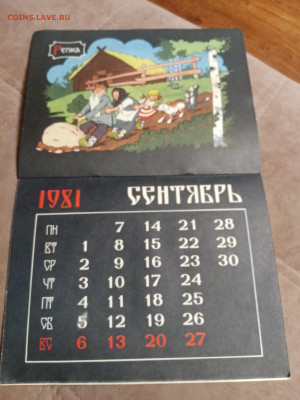 COINS.LAVE.RU
Репка
1981 СЕНТЯБРЬ
ПН 7 14 21 28
ВТ 1 8 15 22 29
СР 2 9 16 23 30
ЧТ 3 10 17 24
ПТ 4 11 18 25
СБ 5 12 19 26
ВС 6 13 20 27